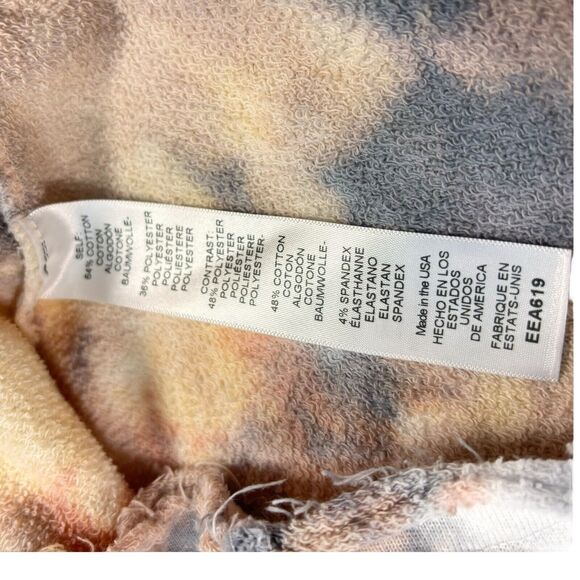 SELF-
64% COTTON
COTON
ALGODÓN
COTONE
BAUMWOLLE-
36% POLYESTER
POLYESTER
POLIÉSTER
POLIESTERE
POLYESTER
CONTRAST-
48% POLYESTER
POLYESTER
POLIÉSTER
POLIESTERE
POLYESTER-
48% COTTON
COTON
ALGODÓN
COTONE
BAUMWOLLE-
4% SPANDEX
ÉLASTHANNE
ELASTANO
ELASTAN
SPANDEX
Made in the USA
HECHO EN LOS
ESTADOS
UNIDOS
DE AMERICA
FABRIQUE EN
ESTATS-UNIS
EEA619